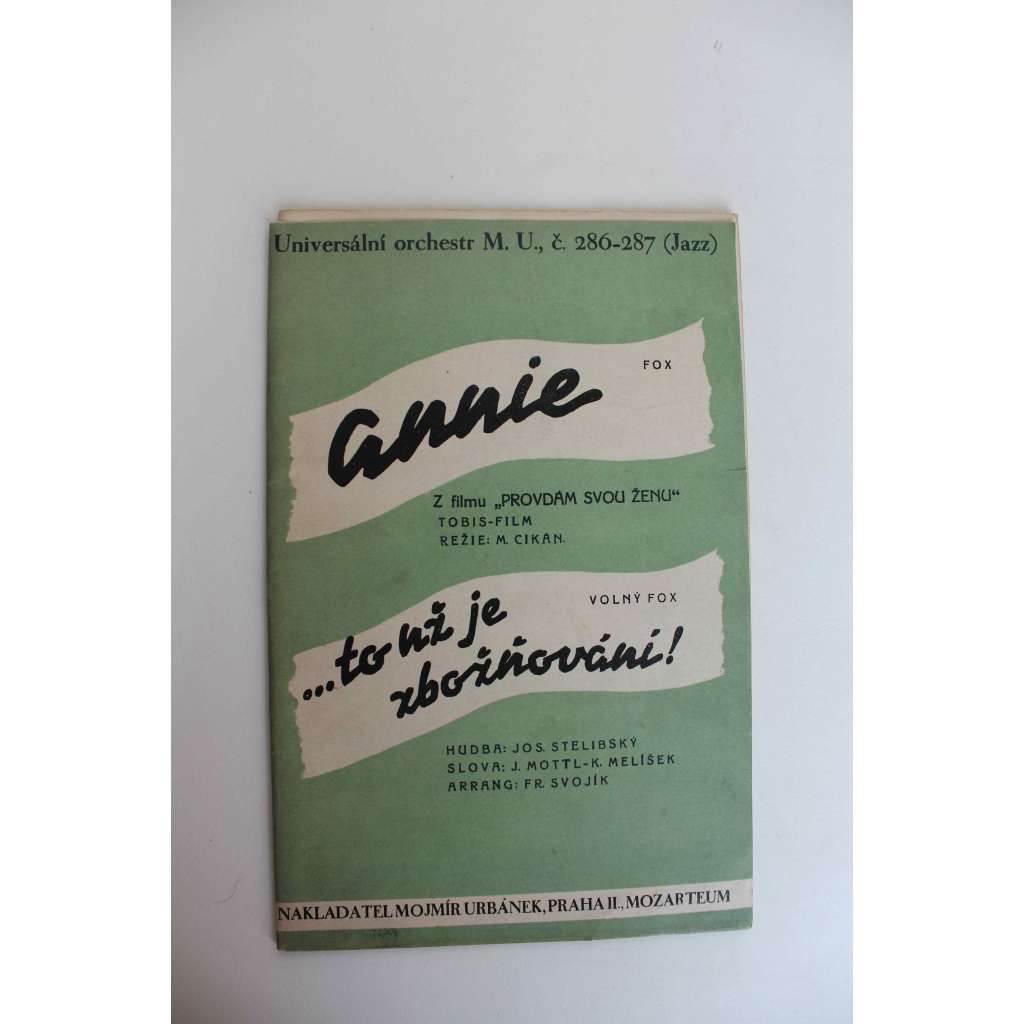 Universální orchestr M. U., č. 286-287 (Jazz)
FOX
annie
Z filmu „PROVDÁM SVOU ŽENU“
TOBIS-FILM
REŽIE: M. CIKÁN.
VOLNÝ FOX
...to už je
zbožňování!
HUDBA: JOS. STELIBSKÝ
SLOVA: J. MOTTL-K. MELÍŠEK
ARRANG: FR. SVOJÍK
NAKLADATEL MOJMÍR URBÁNEK, PRAHA II., MOZARTEUM